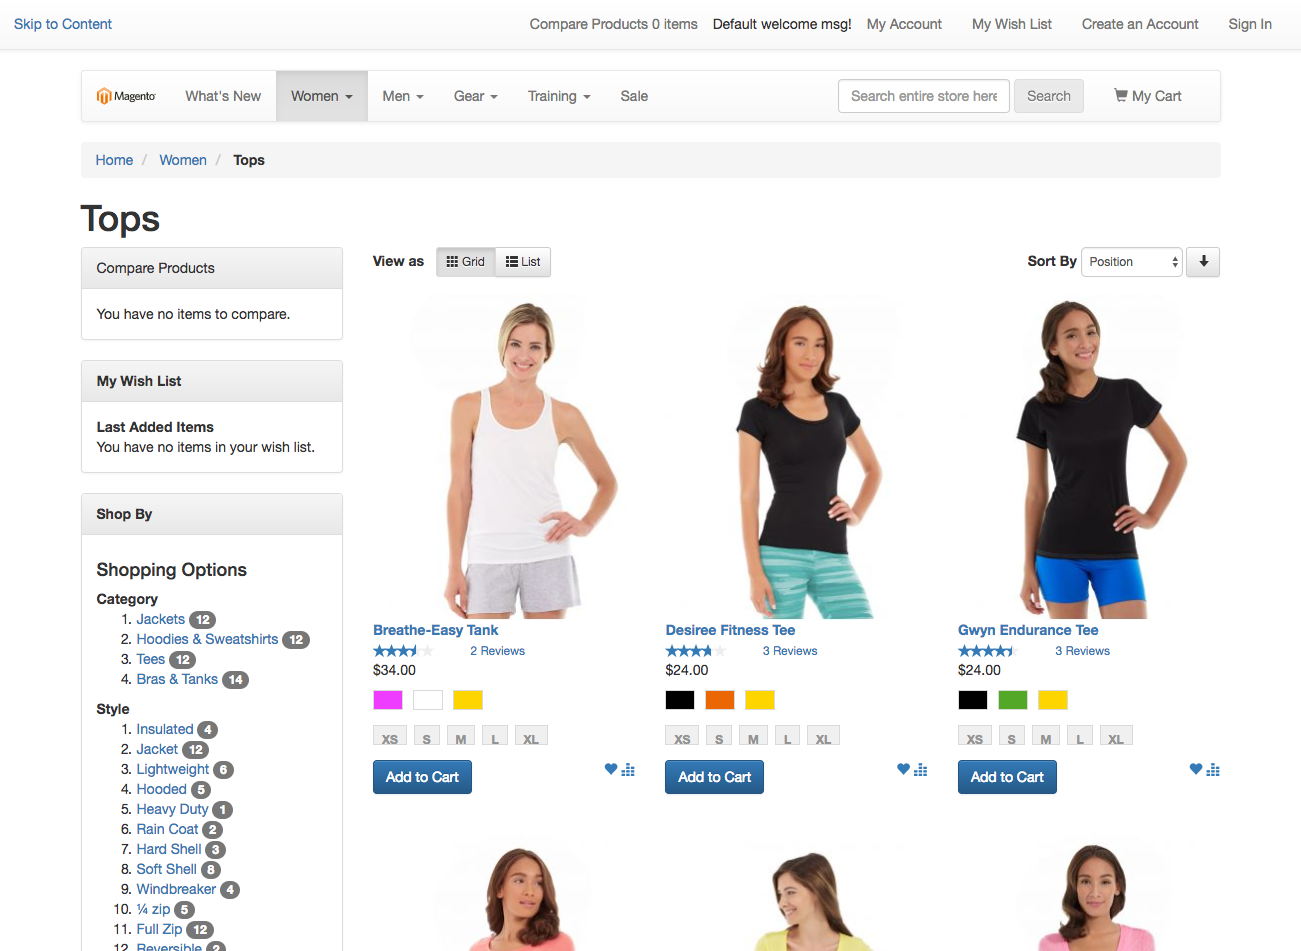 Skip to Content
Compare Products 0 items Default welcome msg! My Account My Wish List Create an Account Sign In
Magento What's New Women Men Gear Training Sale Search entire store here Search My Cart
Home / Women / Tops
Tops
Compare Products
You have no items to compare.
My Wish List
Last Added Items
You have no items in your wish list.
Shop By
Shopping Options
Category
1. Jackets 12
2. Hoodies & Sweatshirts 12
3. Tees 12
4. Bras & Tanks 14
Style
1. Insulated 4
2. Jacket 12
3. Lightweight 6
4. Hooded 5
5. Heavy Duty 1
6. Rain Coat 2
7. Hard Shell 3
8. Soft Shell 8
9. Windbreaker 4
10. ¼ zip 5
11. Full Zip 12
12. Reversible 2
View as Grid List
Sort By Position
Breathe-Easy Tank
2 Reviews
$34.00
XS S M L XL
Add to Cart
Desiree Fitness Tee
3 Reviews
$24.00
XS S M L XL
Add to Cart
Gwyn Endurance Tee
3 Reviews
$24.00
XS S M L XL
Add to Cart